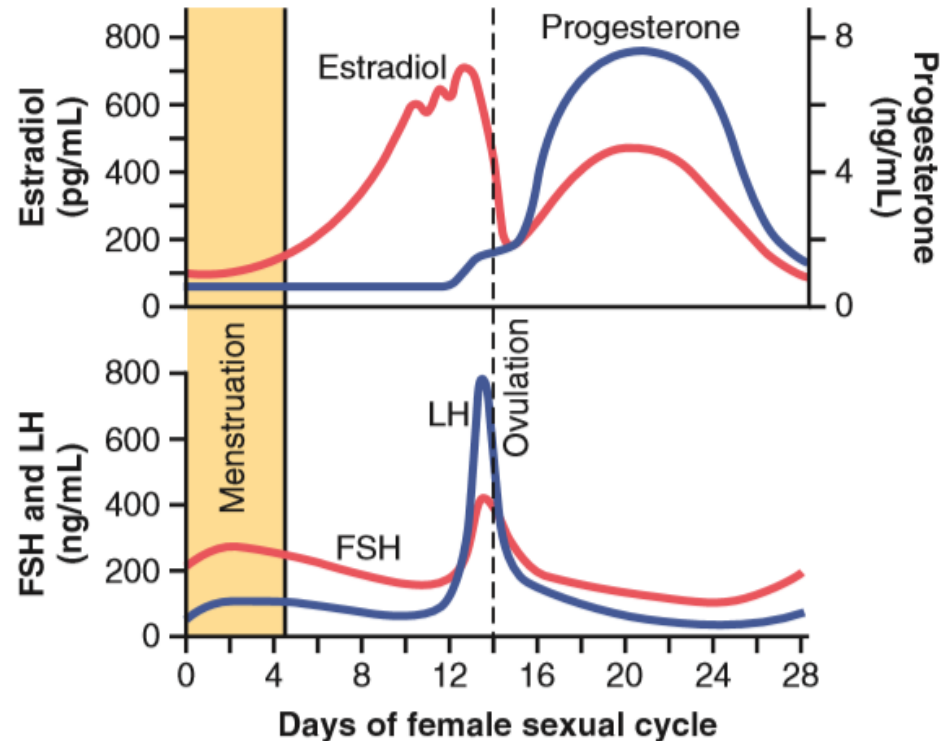 Estradiol
(pg/mL)
800
600
400
200
0
Estradiol
Progesterone
8
4
0
Progesterone
(ng/mL)
FSH and LH
(ng/mL)
800
600
400
200
0
Menstruation
FSH
LH
Ovulation
0 4 8 12 16 20 24 28
Days of female sexual cycle